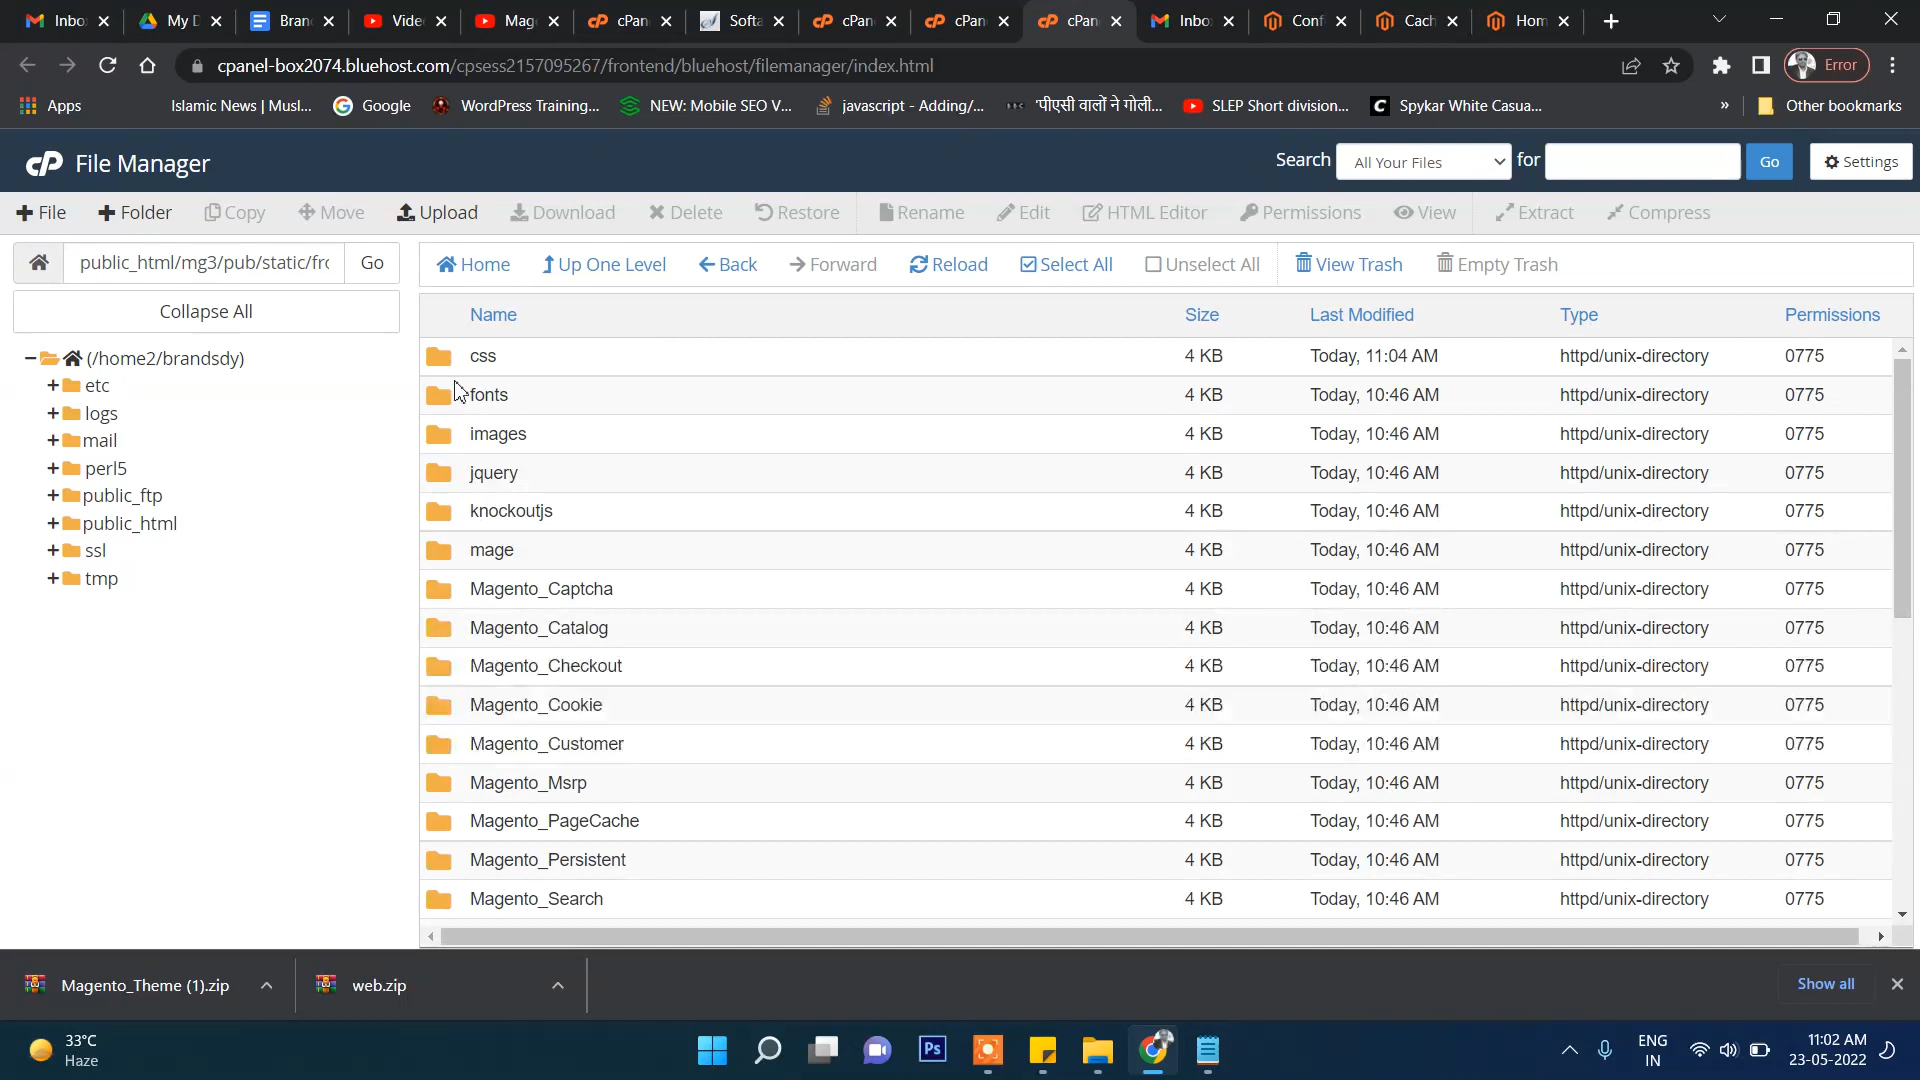 Inbo
My D
Bran
Vide
Mag
cPan
Softa
cPan
cPan
cPan
Inbo
Conf
Cach
Hom
cpanel-box2074.bluehost.com/cpsess2157095267/frontend/bluehost/filemanager/index.html
Error
Apps
Islamic News | Musl...
Google
WordPress Training...
NEW: Mobile SEO V...
javascript - Adding/...
'पीएसी वालों ने गोली...
SLEP Short division...
Spykar White Casua...
»
Other bookmarks
cP File Manager
Search All Your Files for Go Settings
File Folder Copy Move Upload Download Delete Restore Rename Edit HTML Editor Permissions View Extract Compress
public_html/mg3/pub/static/fro Go
Home Up One Level Back Forward Reload Select All Unselect All View Trash Empty Trash
Collapse All
(/home2/brandsdy)
etc
logs
mail
perl5
public_ftp
public_html
ssl
tmp
Name Size Last Modified Type Permissions
css 4 KB Today, 11:04 AM httpd/unix-directory 0775
fonts 4 KB Today, 10:46 AM httpd/unix-directory 0775
images 4 KB Today, 10:46 AM httpd/unix-directory 0775
jquery 4 KB Today, 10:46 AM httpd/unix-directory 0775
knockoutjs 4 KB Today, 10:46 AM httpd/unix-directory 0775
mage 4 KB Today, 10:46 AM httpd/unix-directory 0775
Magento_Captcha 4 KB Today, 10:46 AM httpd/unix-directory 0775
Magento_Catalog 4 KB Today, 10:46 AM httpd/unix-directory 0775
Magento_Checkout 4 KB Today, 10:46 AM httpd/unix-directory 0775
Magento_Cookie 4 KB Today, 10:46 AM httpd/unix-directory 0775
Magento_Customer 4 KB Today, 10:46 AM httpd/unix-directory 0775
Magento_Msrp 4 KB Today, 10:46 AM httpd/unix-directory 0775
Magento_PageCache 4 KB Today, 10:46 AM httpd/unix-directory 0775
Magento_Persistent 4 KB Today, 10:46 AM httpd/unix-directory 0775
Magento_Search 4 KB Today, 10:46 AM httpd/unix-directory 0775
Magento_Theme (1).zip
web.zip
Show all
33°C
Haze
Ps
ENG
IN
11:02 AM
23-05-2022